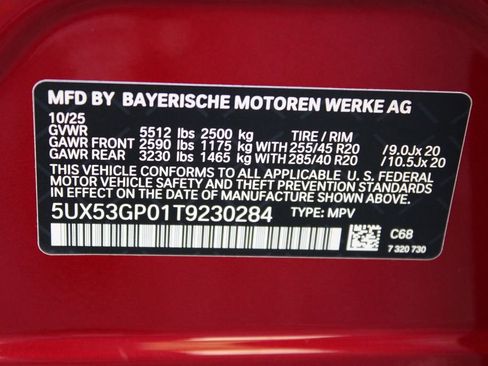 MFD BY BAYERISCHE MOTOREN WERKE AG
10/25
GVWR 5512 lbs 2500 kg TIRE / RIM
GAWR FRONT 2590 lbs 1175 kg WITH 255/45 R20 /9.0Jx 20
GAWR REAR 3230 lbs 1465 kg WITH 285/40 R20 /10.5Jx 20
THIS VEHICLE CONFORMS TO ALL APPLICABLE U. S. FEDERAL
MOTOR VEHICLE SAFETY AND THEFT PREVENTION STANDARDS
IN EFFECT ON THE DATE OF MANUFACTURE SHOWN ABOVE.
5UX53GP01T9230284 TYPE: MPV
C68
7 320 730